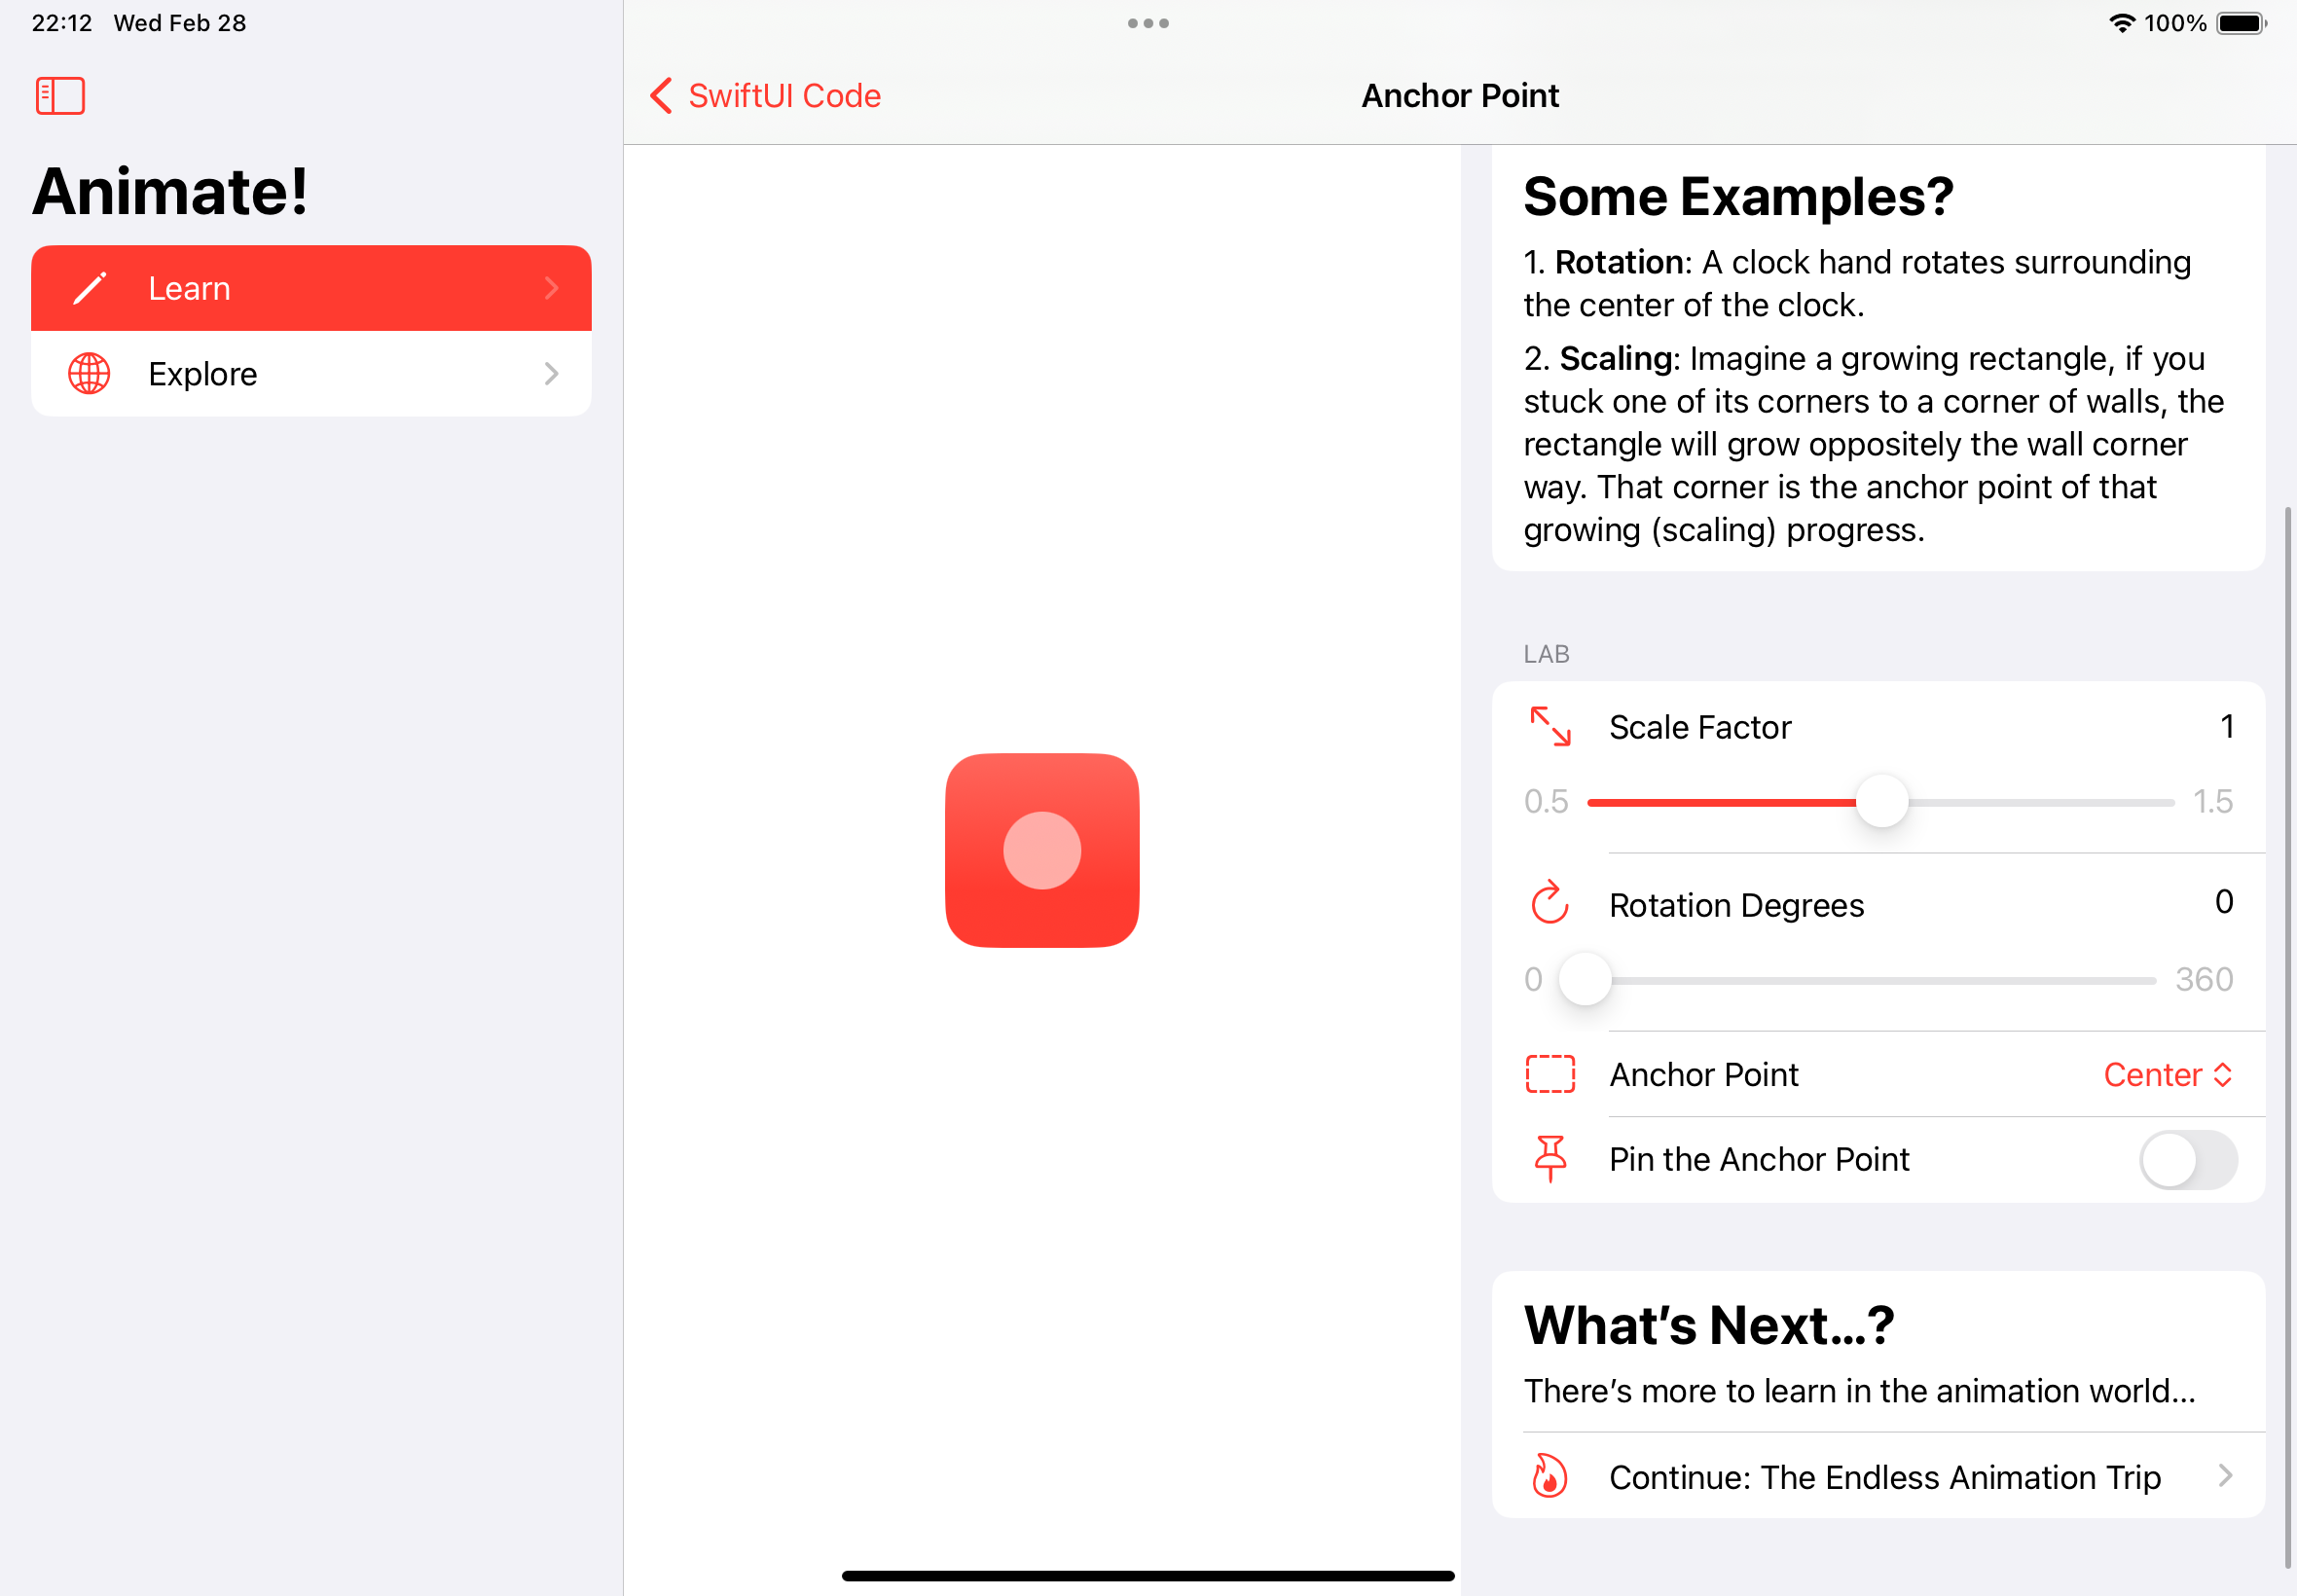 22:12 Wed Feb 28
100%
Animate!
Learn
Explore
SwiftUI Code
Anchor Point
Some Examples?
1. Rotation: A clock hand rotates surrounding
the center of the clock.
2. Scaling: Imagine a growing rectangle, if you
stuck one of its corners to a corner of walls, the
rectangle will grow oppositely the wall corner
way. That corner is the anchor point of that
growing (scaling) progress.
LAB
Scale Factor 1
0.5 1.5
Rotation Degrees 0
0 360
Anchor Point Center
Pin the Anchor Point
What’s Next...?
There’s more to learn in the animation world...
Continue: The Endless Animation Trip